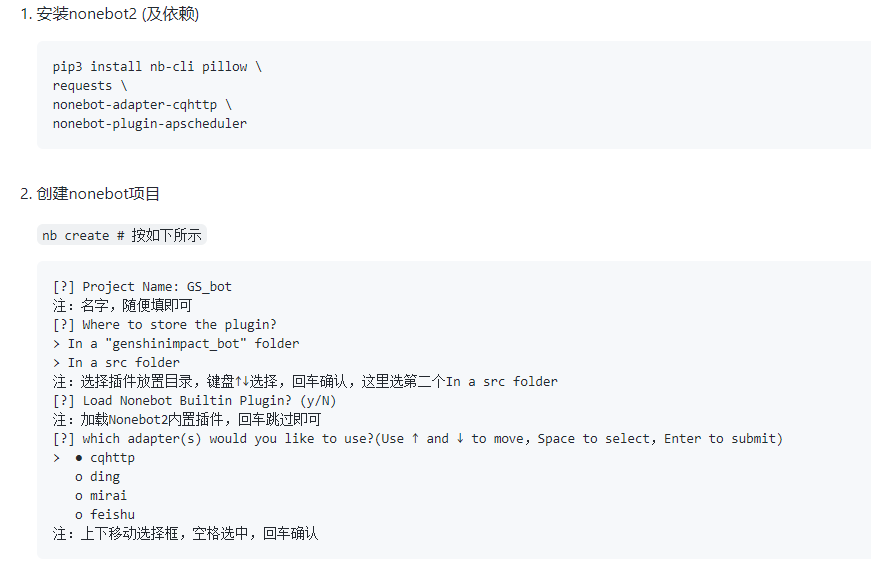 1. 安装nonebot2 (及依赖)
pip3 install nb-cli pillow \
requests \
nonebot-adapter-cqhttp \
nonebot-plugin-apscheduler
2. 创建nonebot项目
nb create # 按如下所示
[?] Project Name: GS_bot
注：名字，随便填即可
[?] Where to store the plugin?
> In a "genshinimpact_bot" folder
> In a src folder
注：选择插件放置目录，键盘↑↓选择，回车确认，这里选第二个In a src folder
[?] Load Nonebot Builtin Plugin? (y/N)
注：加载Nonebot2内置插件，回车跳过即可
[?] which adapter(s) would you like to use?(Use ↑ and ↓ to move，Space to select，Enter to submit)
> ● cqhttp
o ding
o mirai
o feishu
注：上下移动选择框，空格选中，回车确认